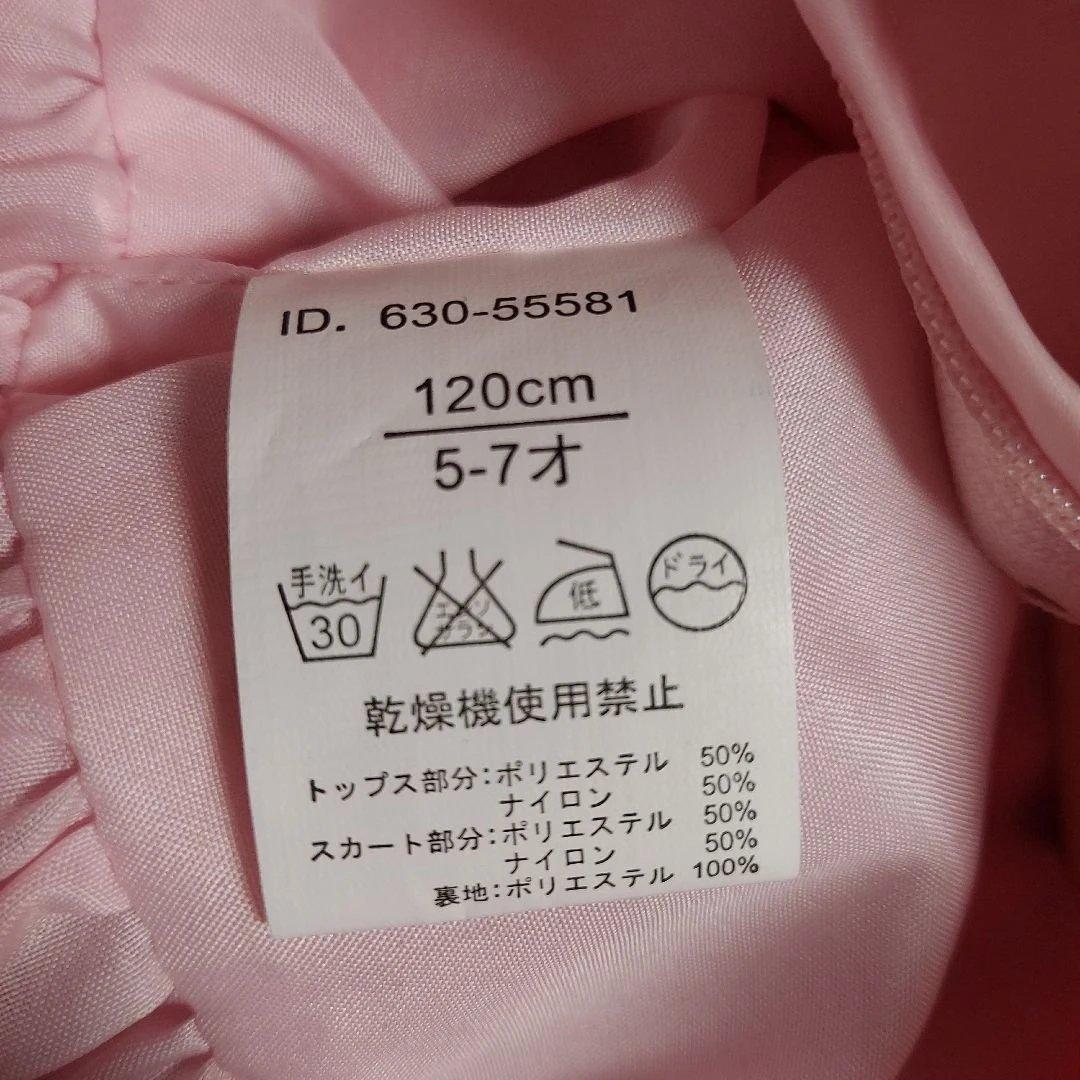 ID. 630-55581
120cm
5-7才
手洗イ
30
エンソ
サラシ
低
ドライ
乾燥機使用禁止
トップス部分:ポリエステル 50%
ナイロン 50%
スカート部分:ポリエステル 50%
ナイロン 50%
裏地:ポリエステル 100%